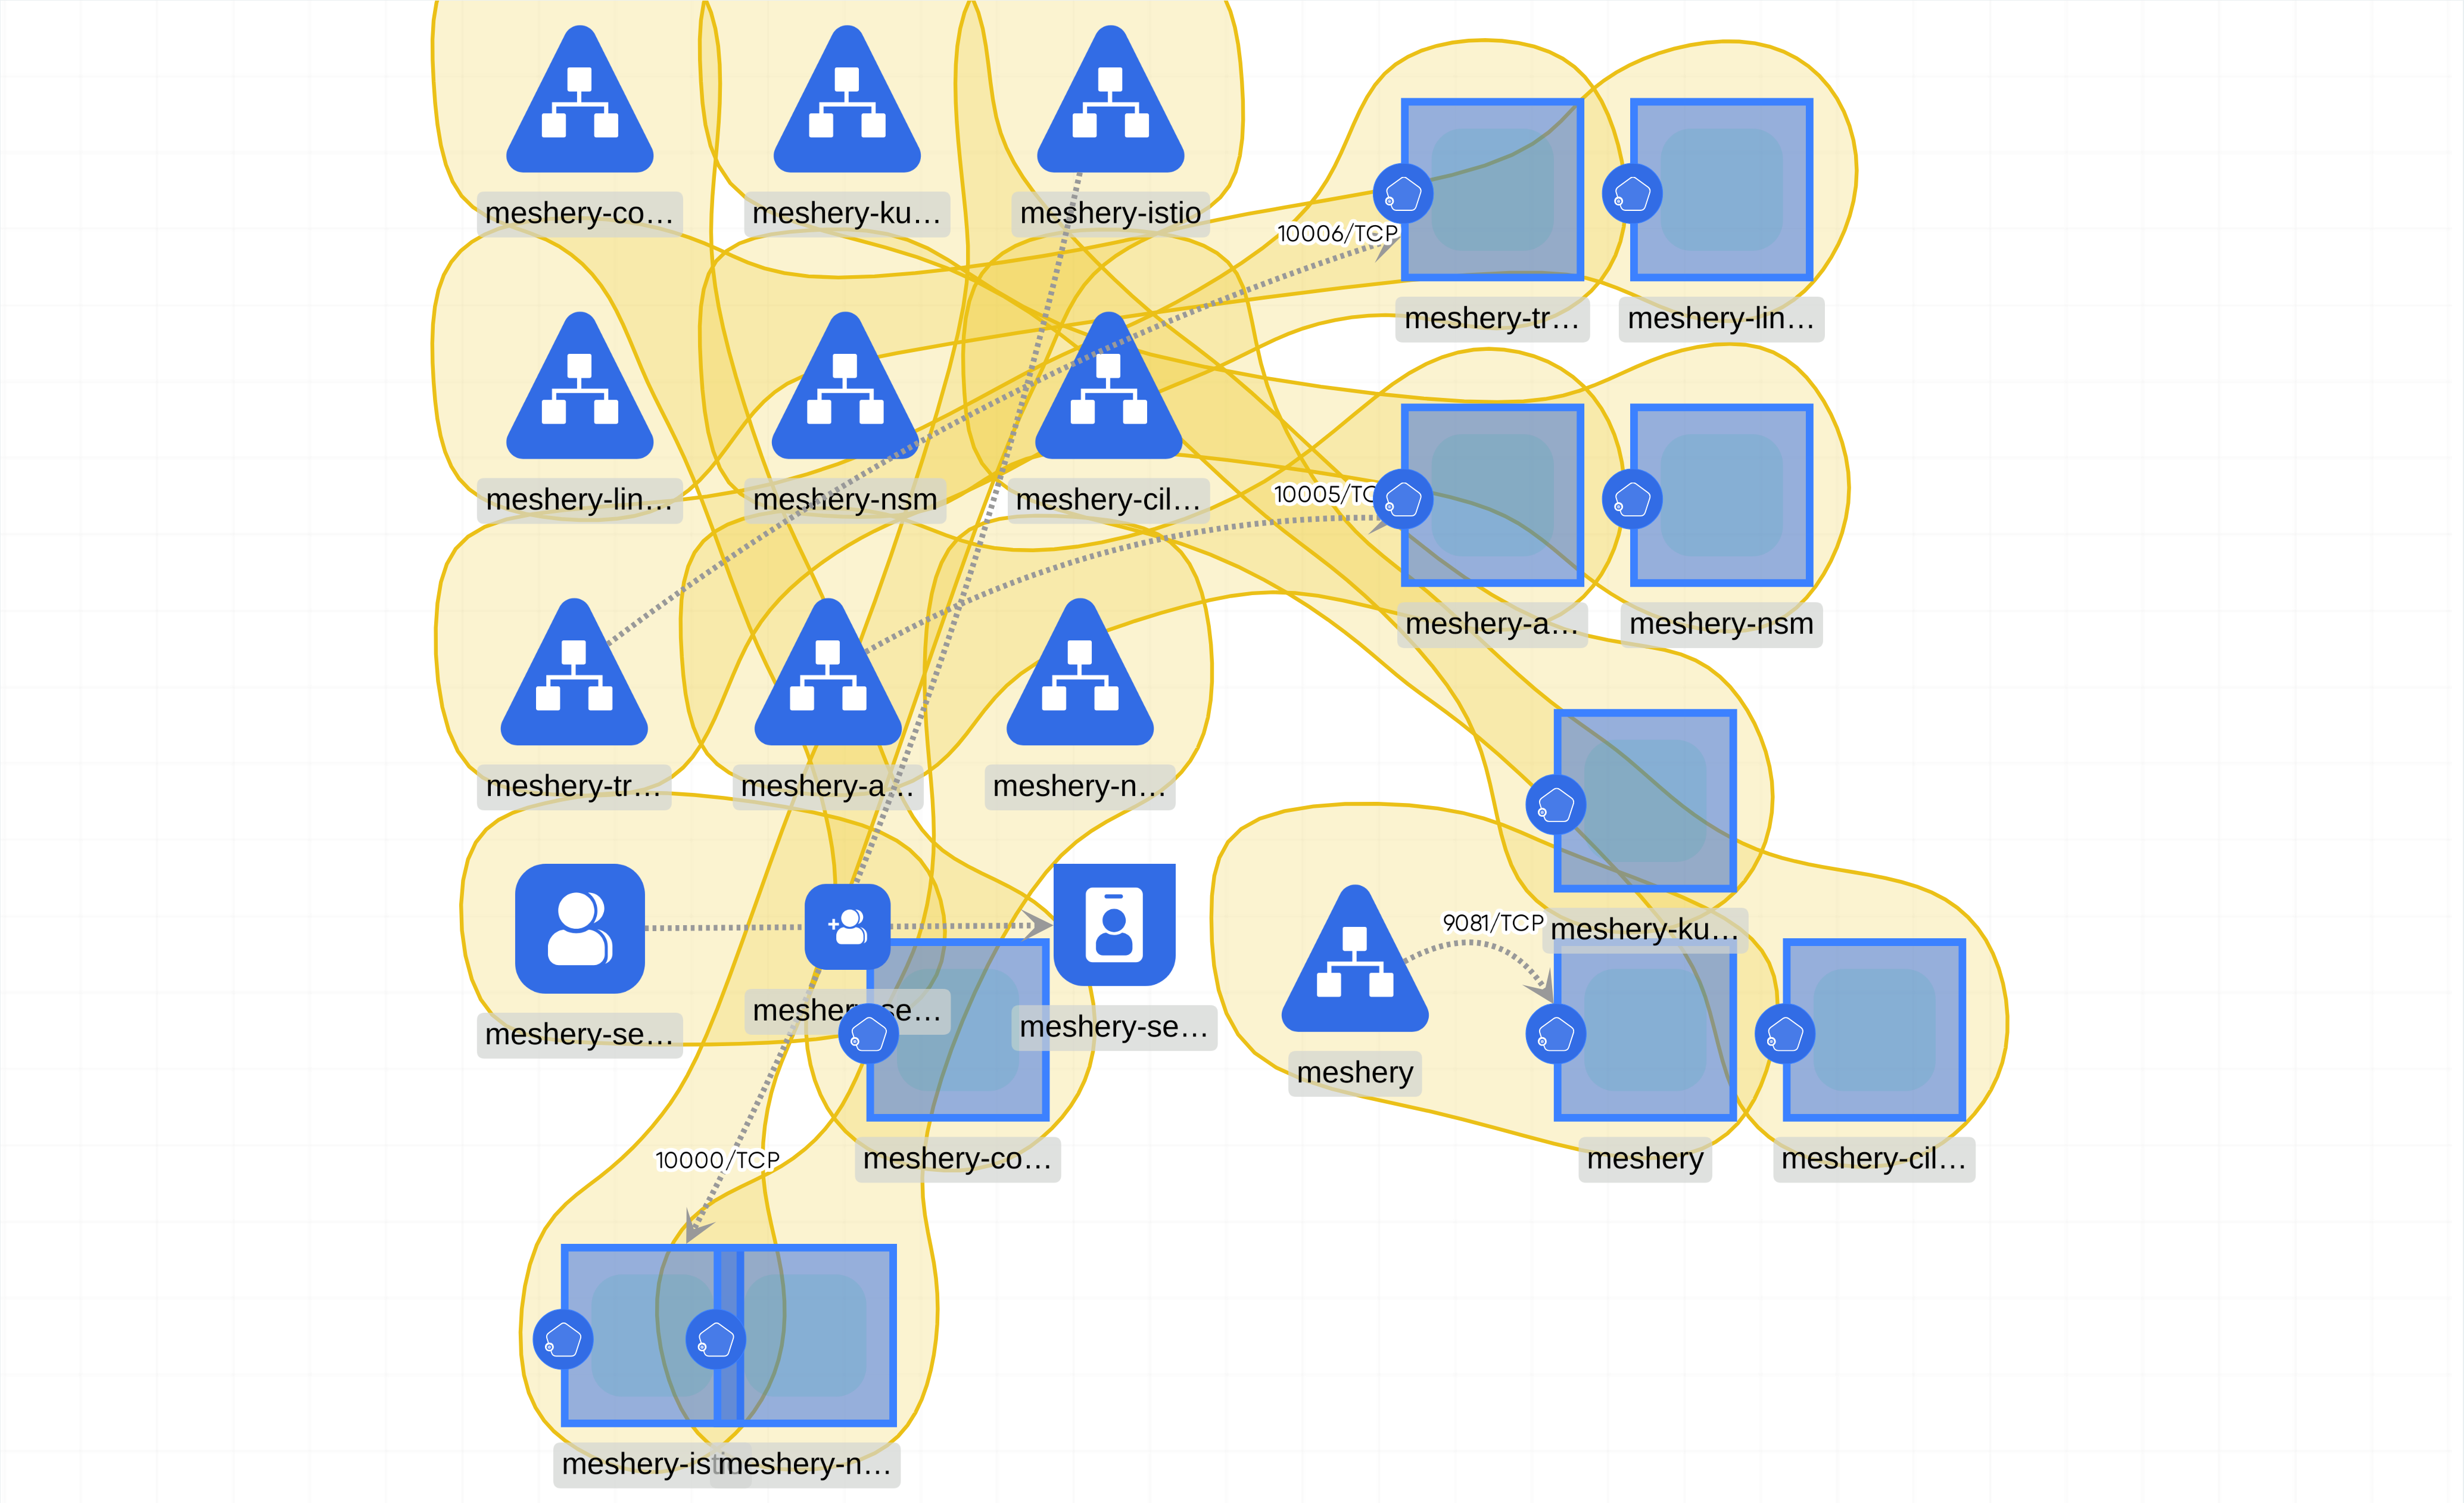 meshery-co…
meshery-ku…
meshery-istio
10006/TCP
meshery-tr…
meshery-lin…
meshery-lin…
meshery-nsm
meshery-cil…
10005/TC
meshery-a…
meshery-nsm
meshery-tr…
meshery-a…
meshery-n…
9081/TCP
meshery-ku…
meshery-se…
meshery-se…
meshery-se…
meshery
10000/TCP
meshery-co…
meshery
meshery-cil…
meshery-istio
meshery-n…